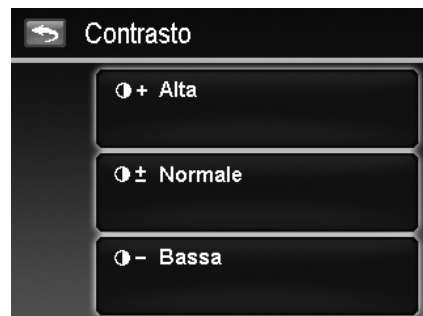 Contrasto
+ Alta
± Normale
− Bassa